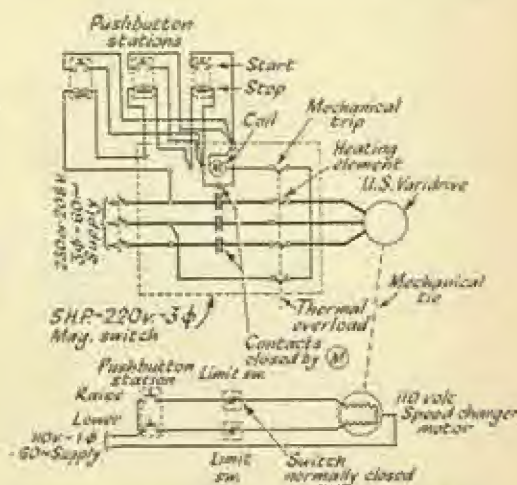 Pushbutton
stations
Start
Stop
Coil
Mechanical
trip
Heating
element
U.S. Varidrive
M
230 or 208 v.
3ϕ-60~
Supply
Mechanical
tie
5 H.P.-220 v.-3ϕ
Mag. switch
Thermal
overload
Contacts
closed by M
Pushbutton
station
Limit sw.
Raise
Lower
110v.-1ϕ
-60~Supply
110 volt
Speed changer
motor
Limit
sw.
Switch
normally closed